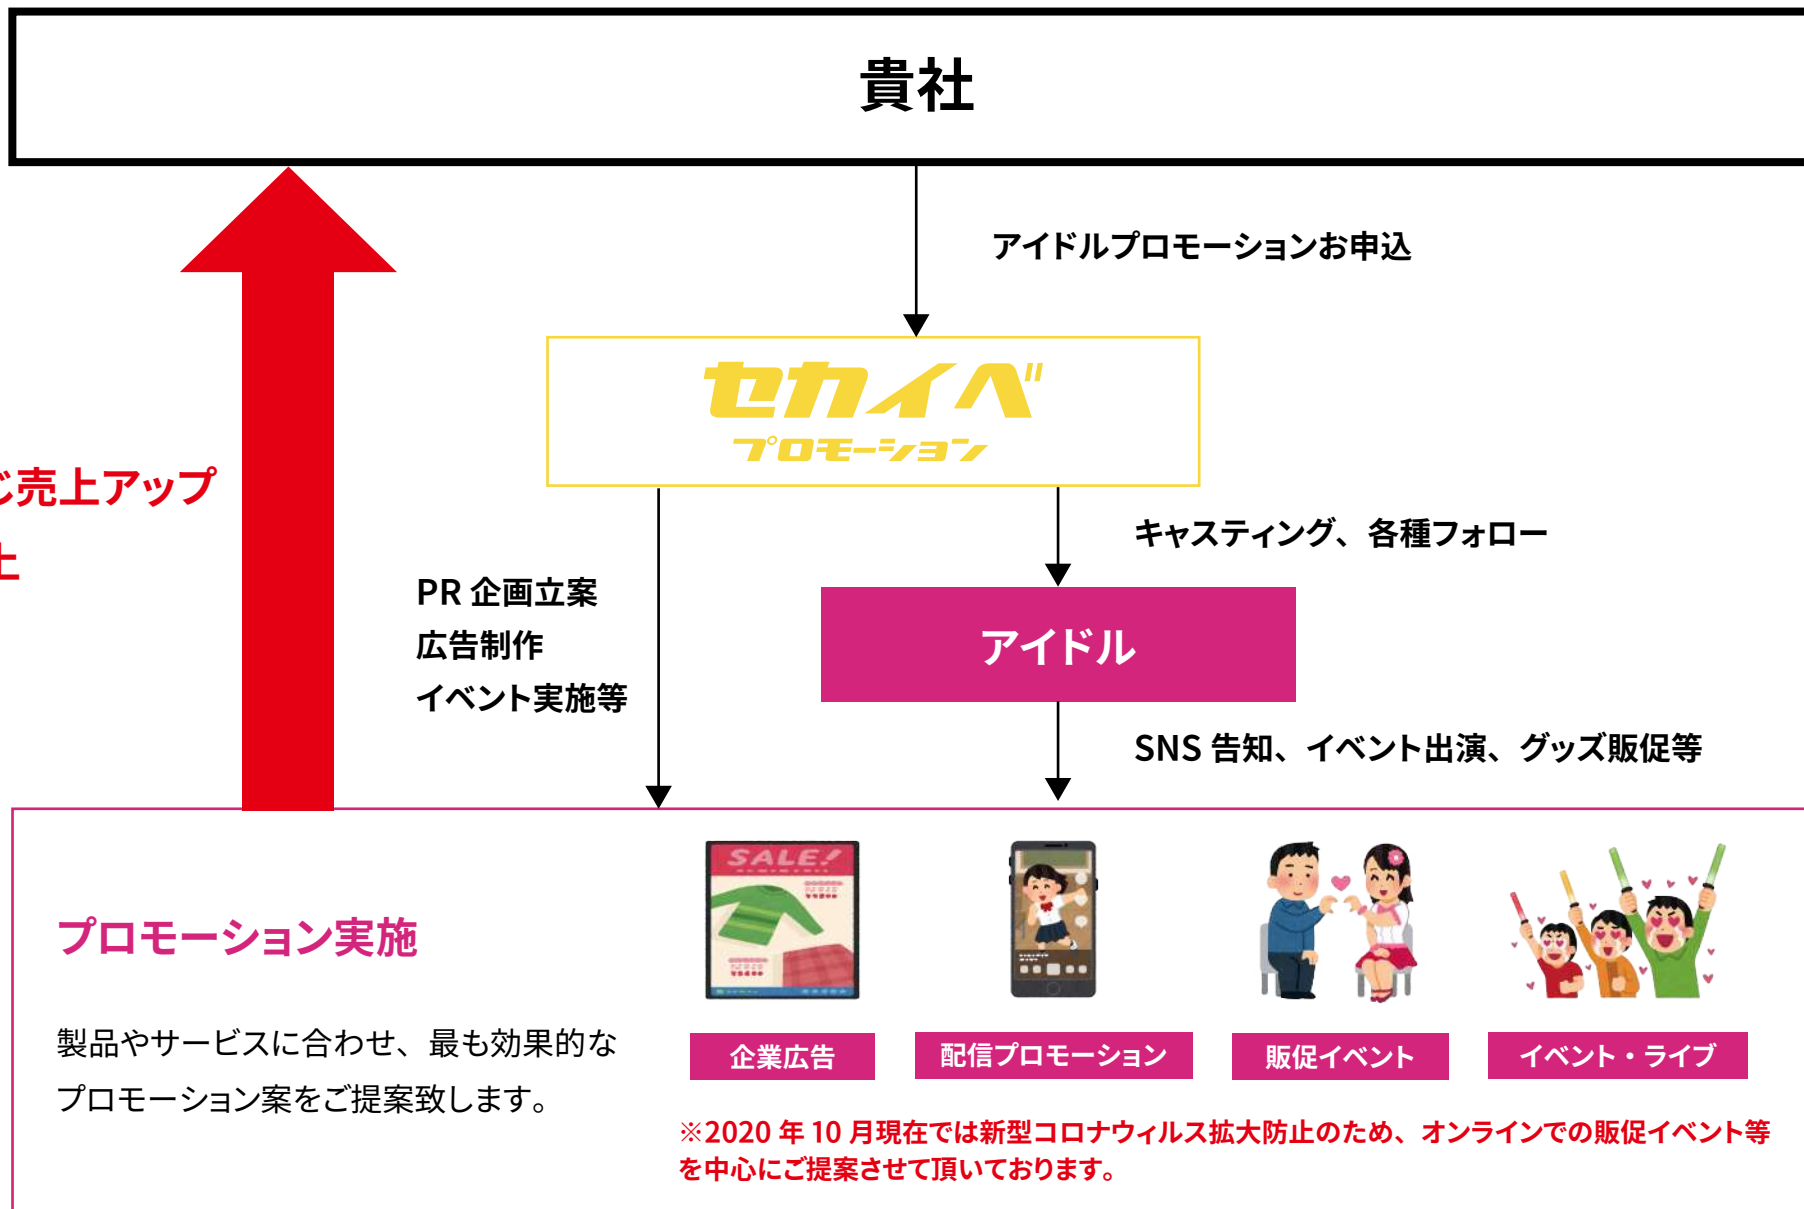 貴社
アイドルプロモーションお申込
セカイベ
プロモーション
売上アップ
キャスティング、各種フォロー
PR 企画立案
広告制作
イベント実施等
アイドル
SNS 告知、イベント出演、グッズ販促等
SALE!
プロモーション実施
製品やサービスに合わせ、最も効果的な
プロモーション案をご提案致します。
企業広告
配信プロモーション
販促イベント
イベント・ライブ
※2020 年 10 月現在では新型コロナウィルス拡大防止のため、オンラインでの販促イベント等
を中心にご提案させて頂いております。